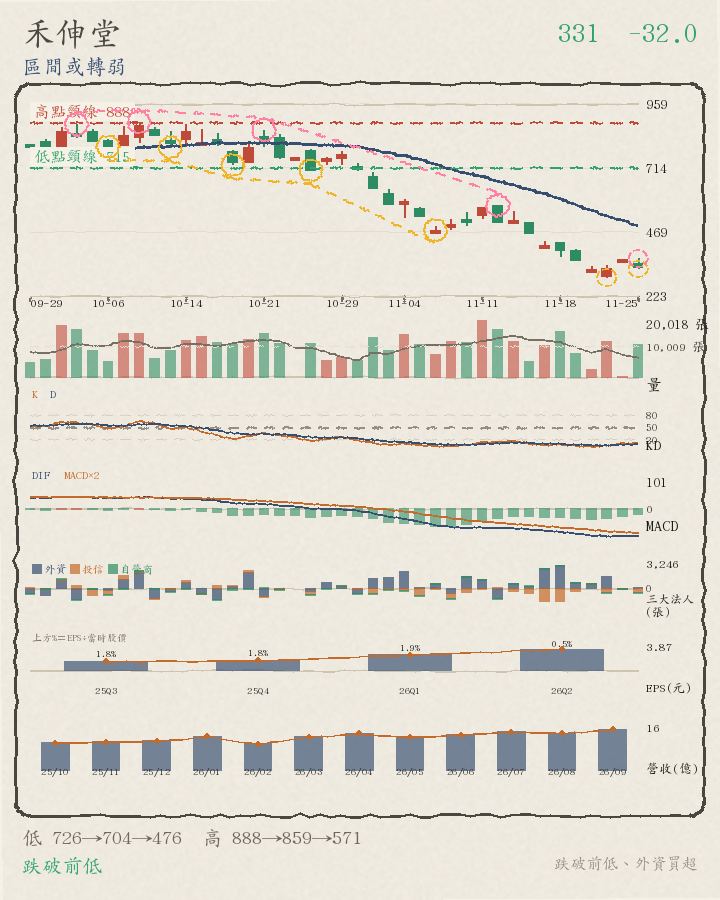 禾伸堂
331 -32.0
區間或轉弱
高點頸線 888
低點頸線 715
959
714
469
223
09-29 10-06 10-14 10-21 10-29 11-04 11-11 11-18 11-25
20,018 張
10,009 張
量
K D
80
50
20
KD
DIF MACD×2
101
0
MACD
外資 投信 自營商
3,246
0
三大法人
(張)
上方%=EPS÷當時股價
1.8% 1.8% 1.9% 0.5%
3.87
25Q3 25Q4 26Q1 26Q2
EPS(元)
16
25/10 25/11 25/12 26/01 26/02 26/03 26/04 26/05 26/06 26/07 26/08 26/09
營收(億)
低 726→704→476 高 888→859→571
跌破前低
跌破前低、外資買超